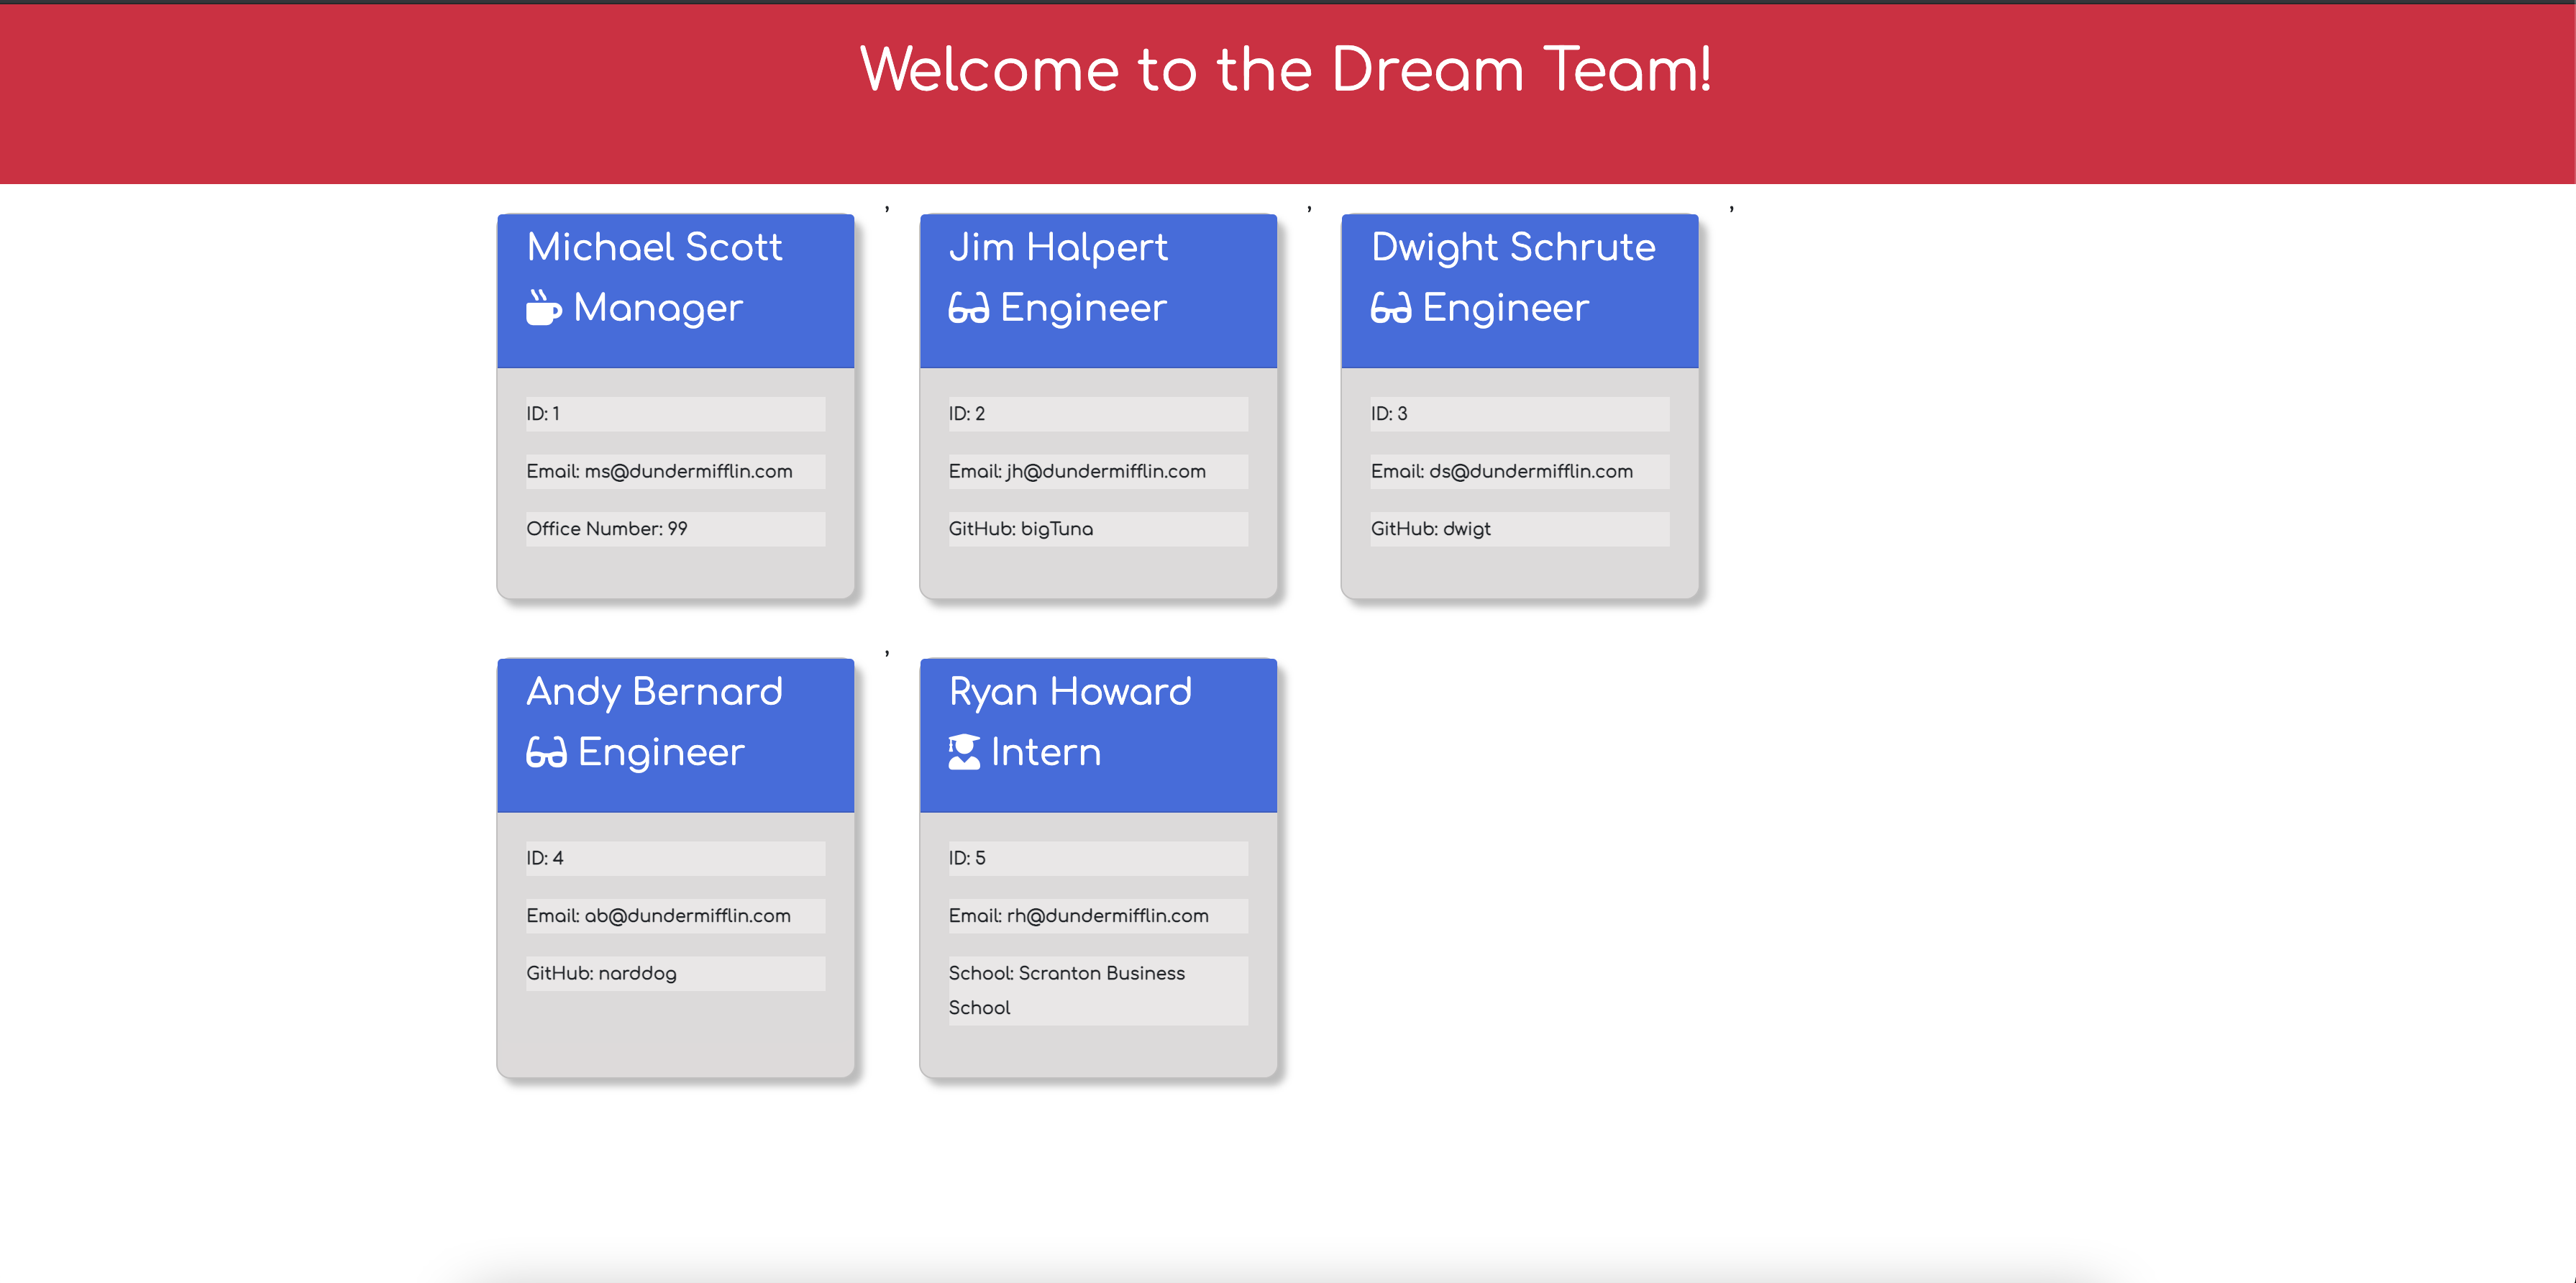 Welcome to the Dream Team!
Michael Scott
Manager
ID: 1
Email: ms@dundermifflin.com
Office Number: 99
,
Jim Halpert
Engineer
ID: 2
Email: jh@dundermifflin.com
GitHub: bigTuna
,
Dwight Schrute
Engineer
ID: 3
Email: ds@dundermifflin.com
GitHub: dwigt
,
Andy Bernard
Engineer
ID: 4
Email: ab@dundermifflin.com
GitHub: narddog
,
Ryan Howard
Intern
ID: 5
Email: rh@dundermifflin.com
School: Scranton Business
School